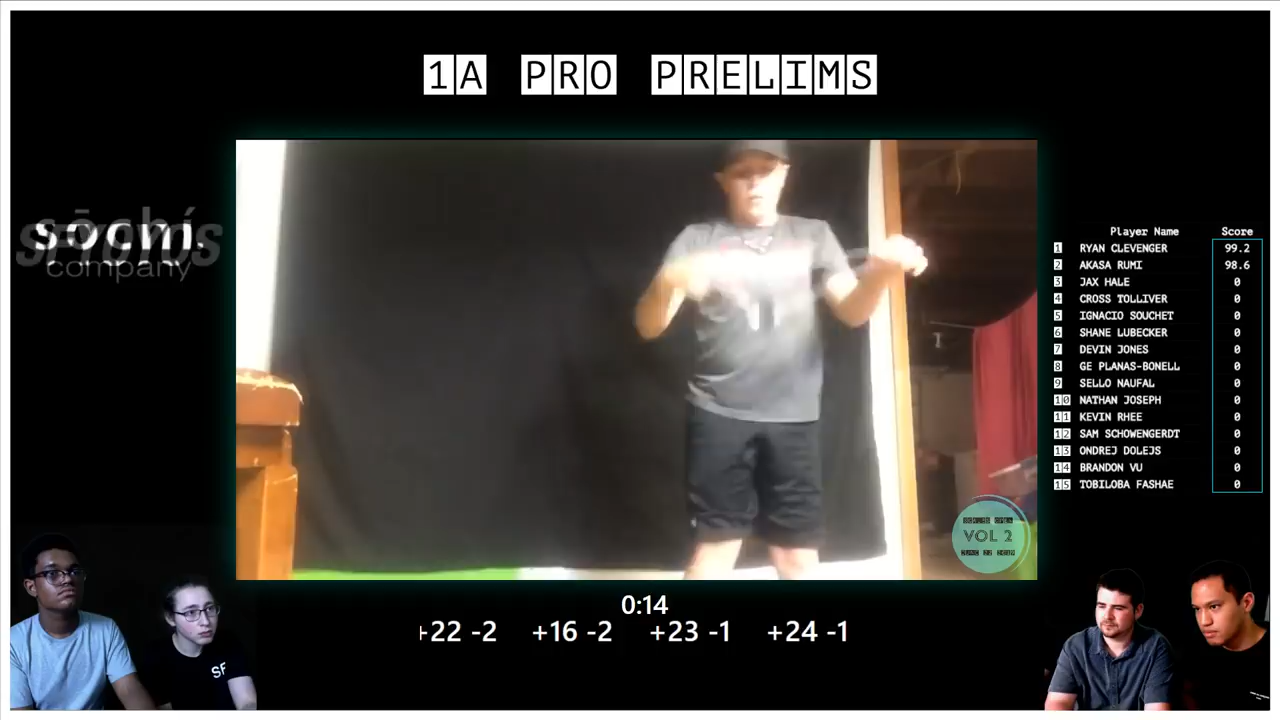 1A PRO PRELIMS
sochi.
company
Player Name Score
1 RYAN CLEVENGER 99.2
2 AKASA RUMI 98.6
3 JAX HALE 0
4 CROSS TOLLIVER 0
5 IGNACIO SOUCHET 0
6 SHANE LUBECKER 0
7 DEVIN JONES 0
8 GE PLANAS-BONELL 0
9 SELLO NAUFAL 0
10 NATHAN JOSEPH 0
11 KEVIN RHEE 0
12 SAM SCHOWENGERDT 0
13 ONDREJ DOLEJS 0
14 BRANDON VU 0
15 TOBILOBA FASHAE 0
VOL 2
0:14
+22 -2 +16 -2 +23 -1 +24 -1
SF